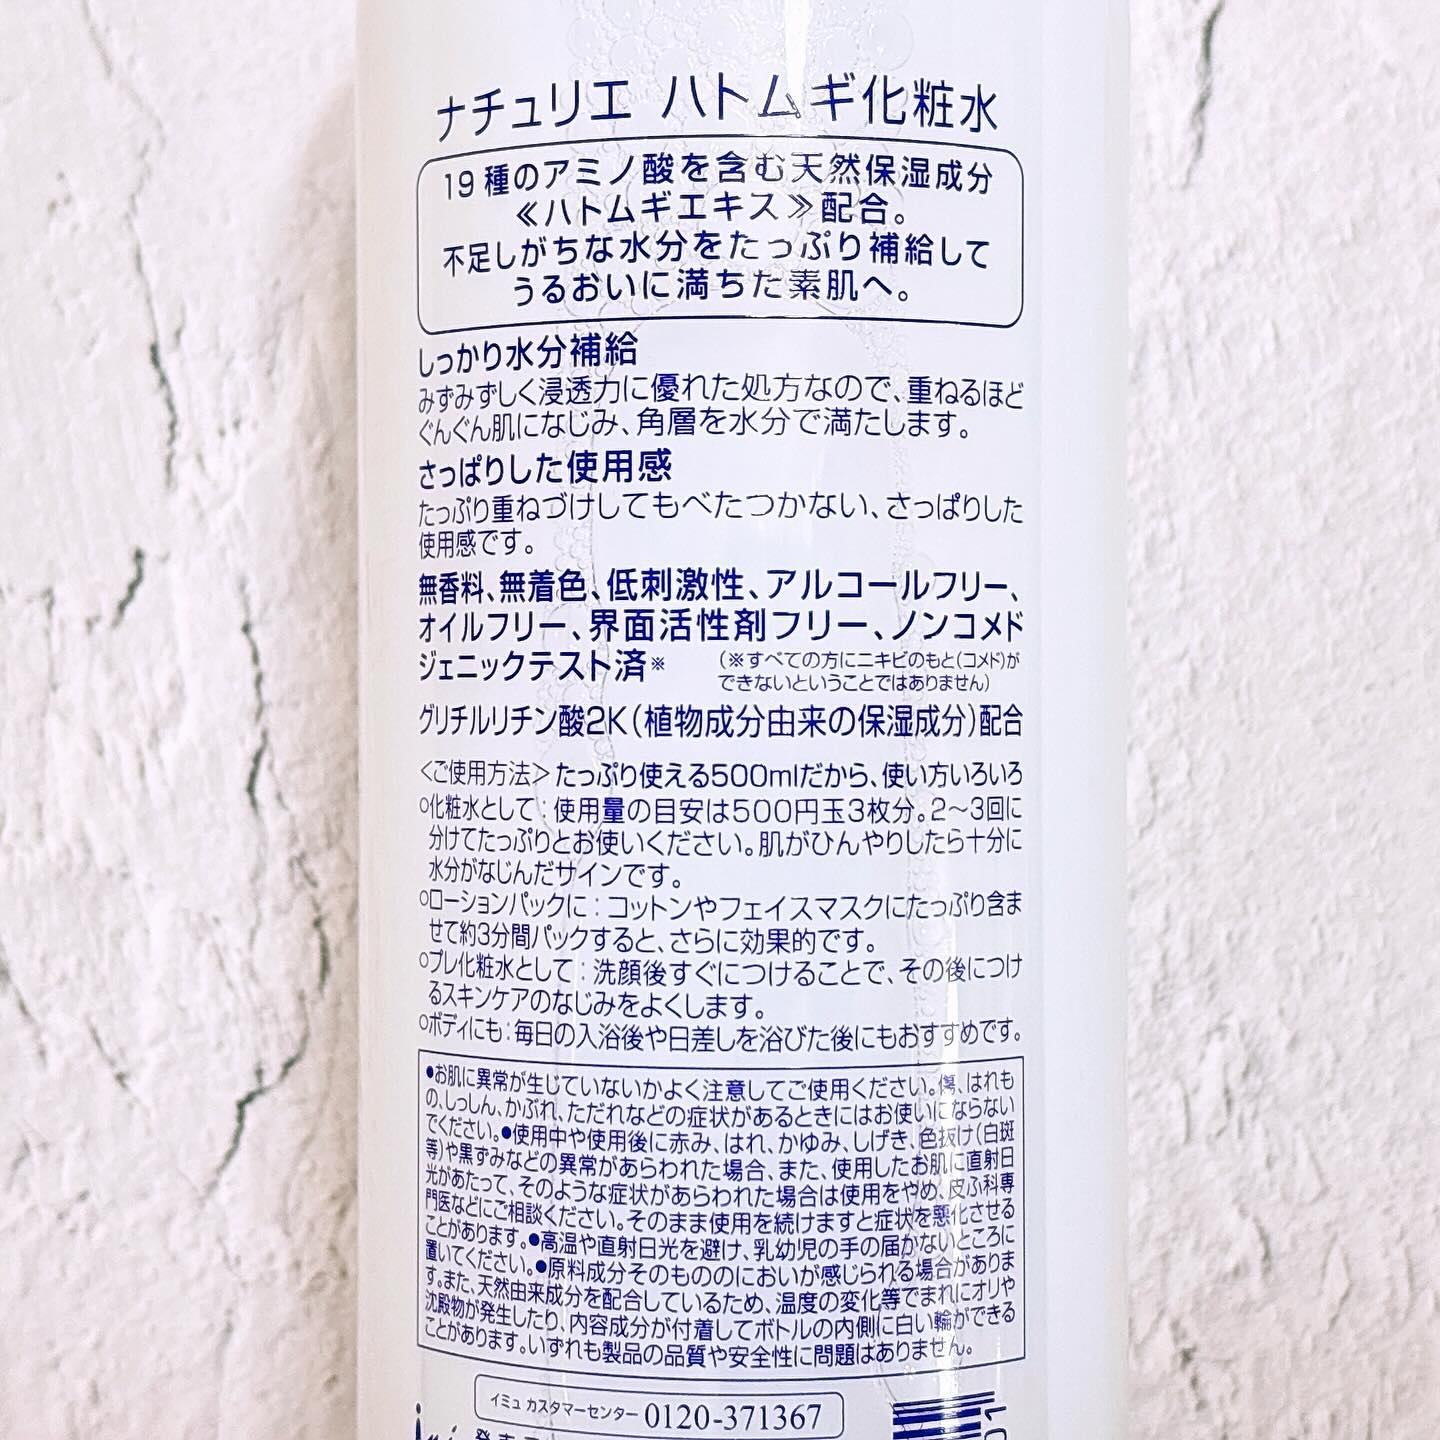 ナチュリエ ハトムギ化粧水
19種のアミノ酸を含む天然保湿成分
≪ハトムギエキス≫配合。
不足しがちな水分をたっぷり補給して
うるおいに満ちた素肌へ。
しっかり水分補給
みずみずしく浸透力に優れた処方なので、重ねるほど
ぐんぐん肌になじみ、角層を水分で満たします。
さっぱりした使用感
たっぷり重ねづけしてもべたつかない、さっぱりした
使用感です。
無香料、無着色、低刺激性、アルコールフリー、
オイルフリー、界面活性剤フリー、ノンコメド
ジェニックテスト済※ (※すべての方にニキビのもと(コメド)が
できないということではありません)
グリチルリチン酸2K(植物成分由来の保湿成分)配合
<ご使用方法>たっぷり使える500mlだから、使い方いろいろ
○化粧水として:使用量の目安は500円玉3枚分。2〜3回に
分けてたっぷりとお使いください。肌がひんやりしたら十分に
水分がなじんだサインです。
○ローションパックに:コットンやフェイスマスクにたっぷり含ま
せて約3分間パックすると、さらに効果的です。
○プレ化粧水として:洗顔後すぐにつけることで、その後につけ
るスキンケアのなじみをよくします。
○ボディにも:毎日の入浴後や日差しを浴びた後にもおすすめです。
●お肌に異常が生じていないかよく注意してご使用ください。傷、はれも
の、しっしん、かぶれ、ただれなどの症状があるときにはお使いにならない
でください。●使用中や使用後に赤み、はれ、かゆみ、しげき、色抜け(白斑
等)や黒ずみなどの異常があらわれた場合、また、使用したお肌に直射日
光があたって、そのような症状があらわれた場合は使用をやめ、皮ふ科専
門医などにご相談ください。そのまま使用を続けますと症状を悪化させる
ことがあります。●高温や直射日光を避け、乳幼児の手の届かないところに
置いてください。●原料成分そのもののにおいが感じられる場合がありま
す。また、天然由来成分を配合しているため、温度の変化等でまれにオリや
沈殿物が発生したり、内容成分が付着してボトルの内側に白い輪ができる
ことがあります。いずれも製品の品質や安全性に問題はありません。
イミュ カスタマーセンター 0120-371367